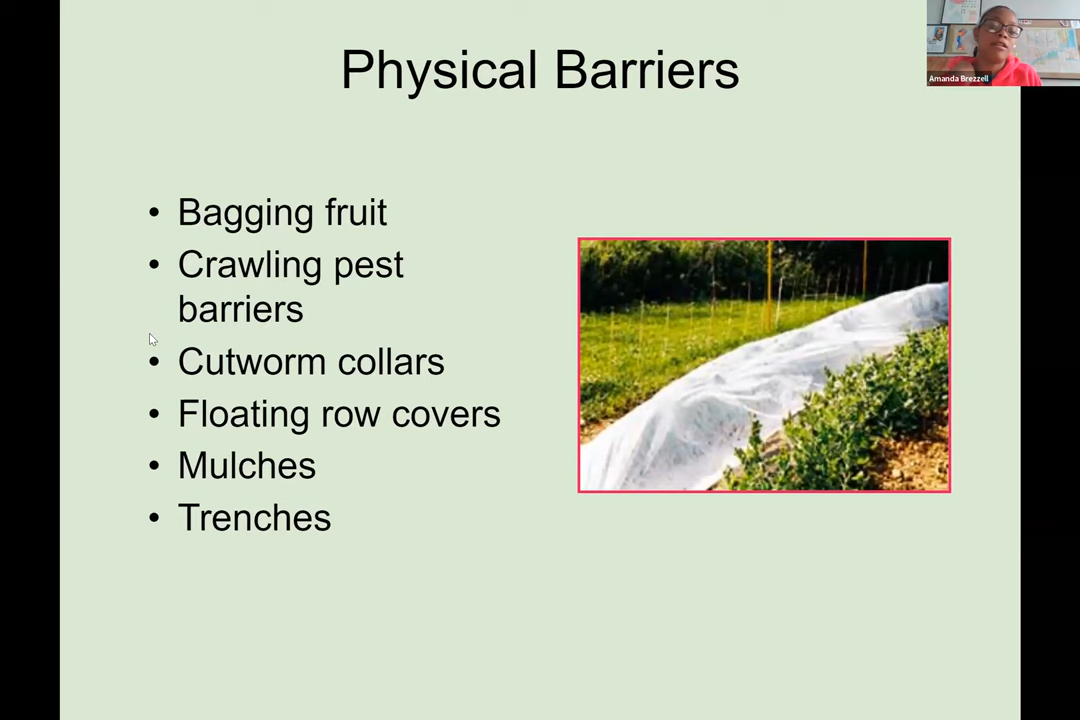 Physical Barriers
Amanda Brezzell
• Bagging fruit
• Crawling pest
barriers
• Cutworm collars
• Floating row covers
• Mulches
• Trenches